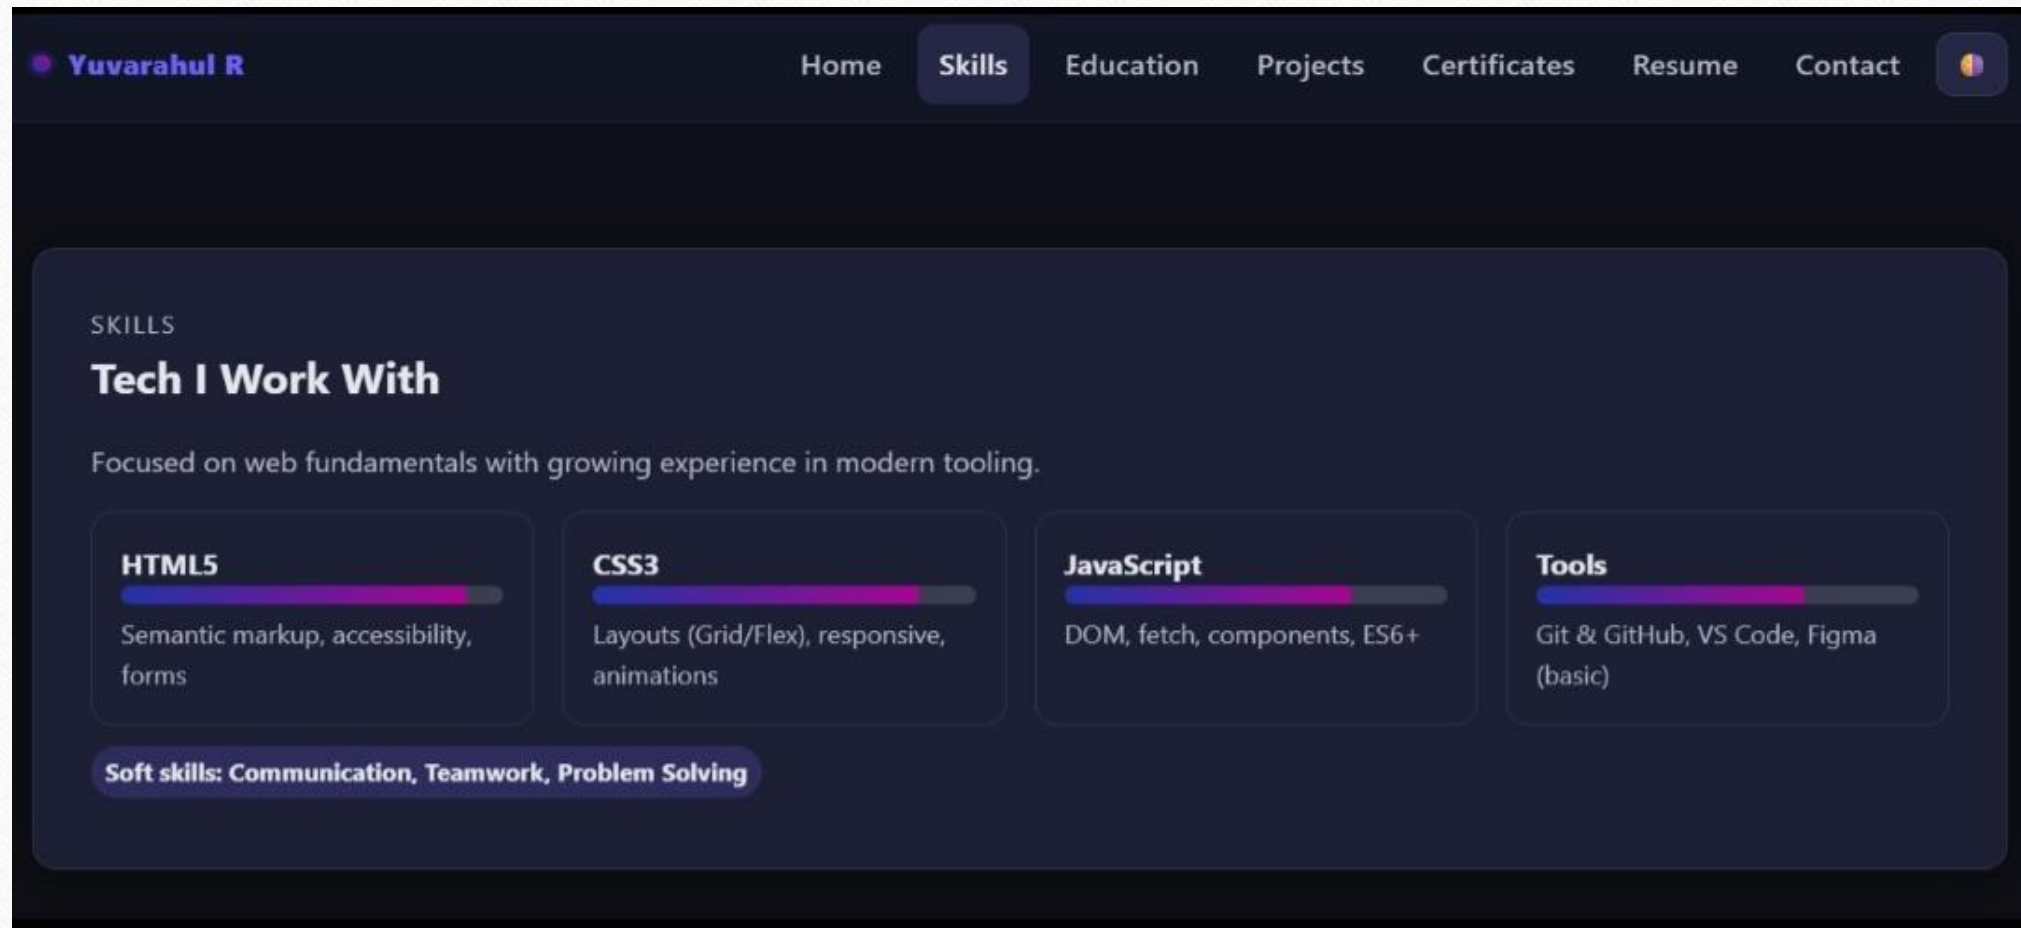 Yuvarahul R
Home Skills Education Projects Certificates Resume Contact
SKILLS
Tech I Work With
Focused on web fundamentals with growing experience in modern tooling.
HTML5
Semantic markup, accessibility,
forms
CSS3
Layouts (Grid/Flex), responsive,
animations
JavaScript
DOM, fetch, components, ES6+
Tools
Git & GitHub, VS Code, Figma
(basic)
Soft skills: Communication, Teamwork, Problem Solving